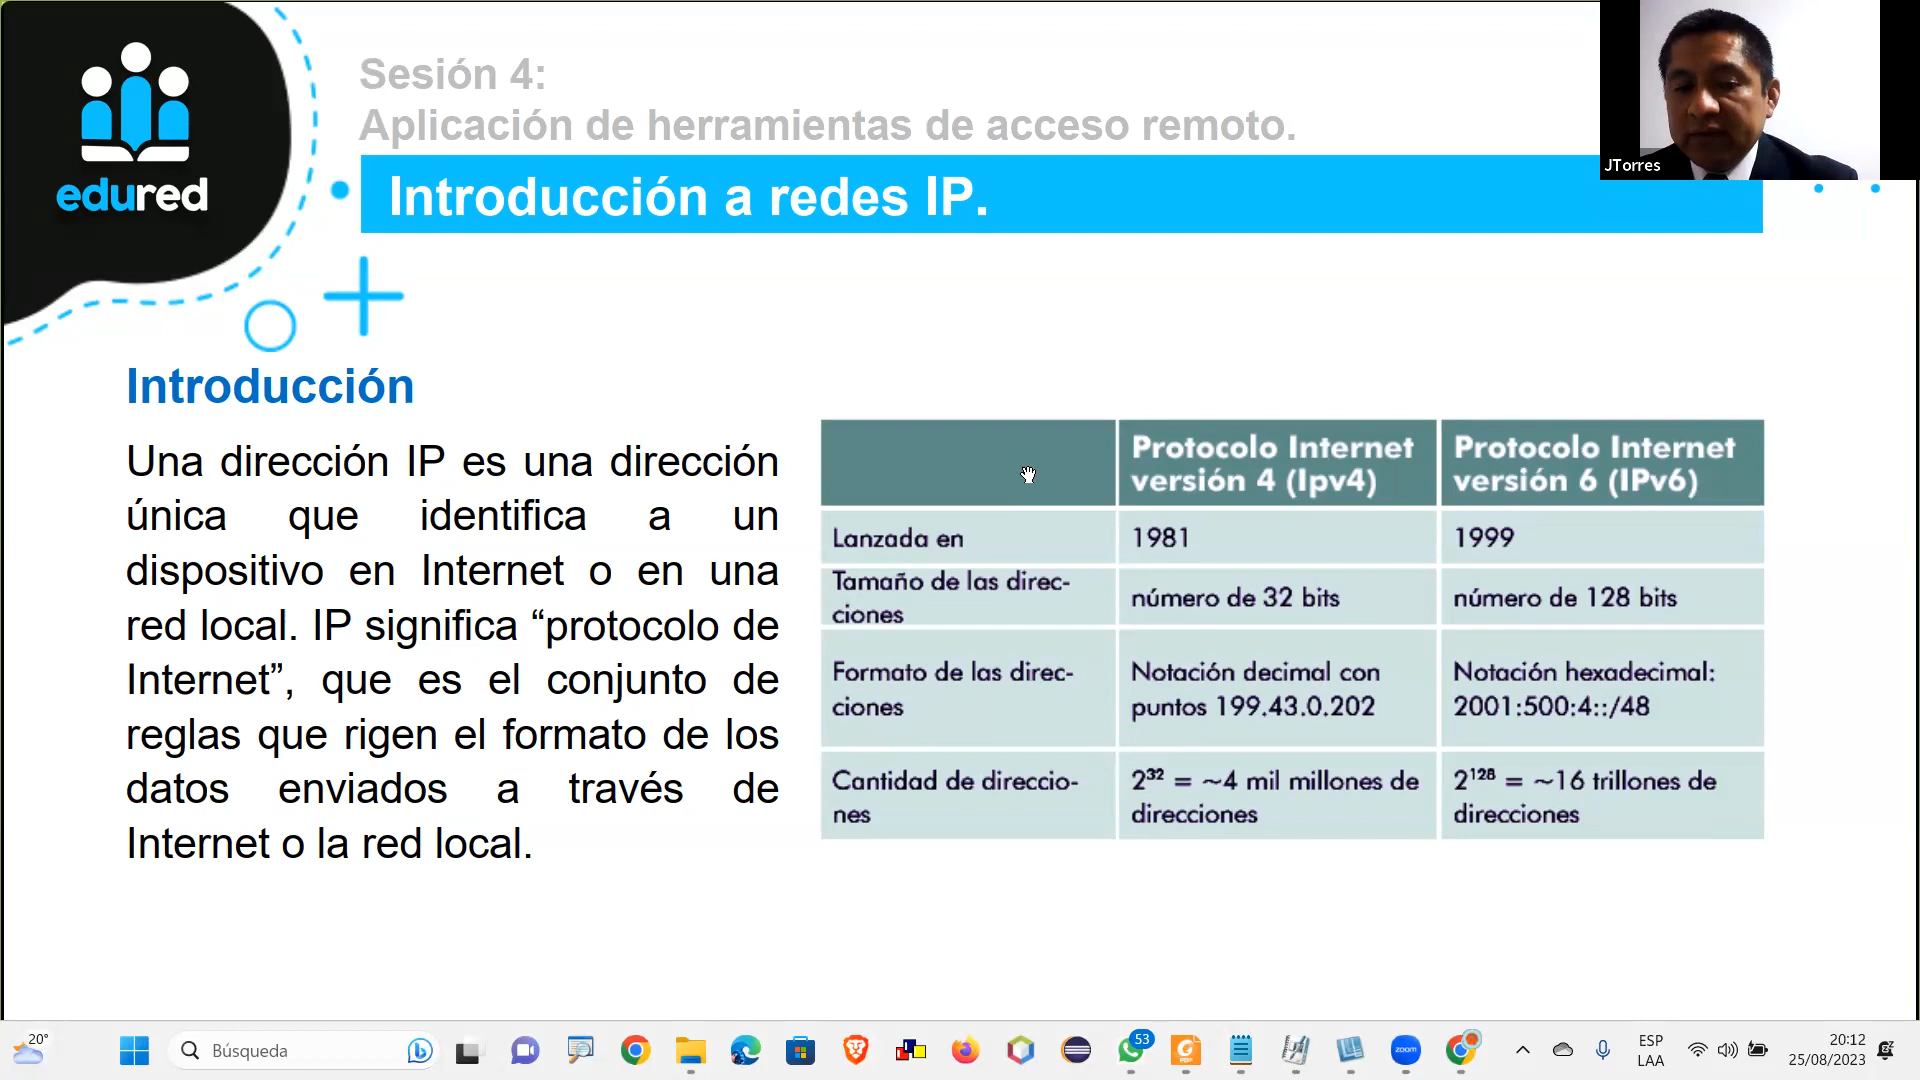 edured
Sesión 4:
Aplicación de herramientas de acceso remoto.
Introducción a redes IP.
JTorres
Introducción
Una dirección IP es una dirección
única que identifica a un
dispositivo en Internet o en una
red local. IP significa “protocolo de
Internet”, que es el conjunto de
reglas que rigen el formato de los
datos enviados a través de
Internet o la red local.
Protocolo Internet
versión 4 (Ipv4)
Protocolo Internet
versión 6 (IPv6)
Lanzada en
1981
1999
Tamaño de las direc-
ciones
número de 32 bits
número de 128 bits
Formato de las direc-
ciones
Notación decimal con
puntos 199.43.0.202
Notación hexadecimal:
2001:500:4::/48
Cantidad de direccio-
nes
2³² = ~4 mil millones de
direcciones
2¹²⁸ = ~16 trillones de
direcciones
20°
Búsqueda
53
zoom
ESP
LAA
20:12
25/08/2023